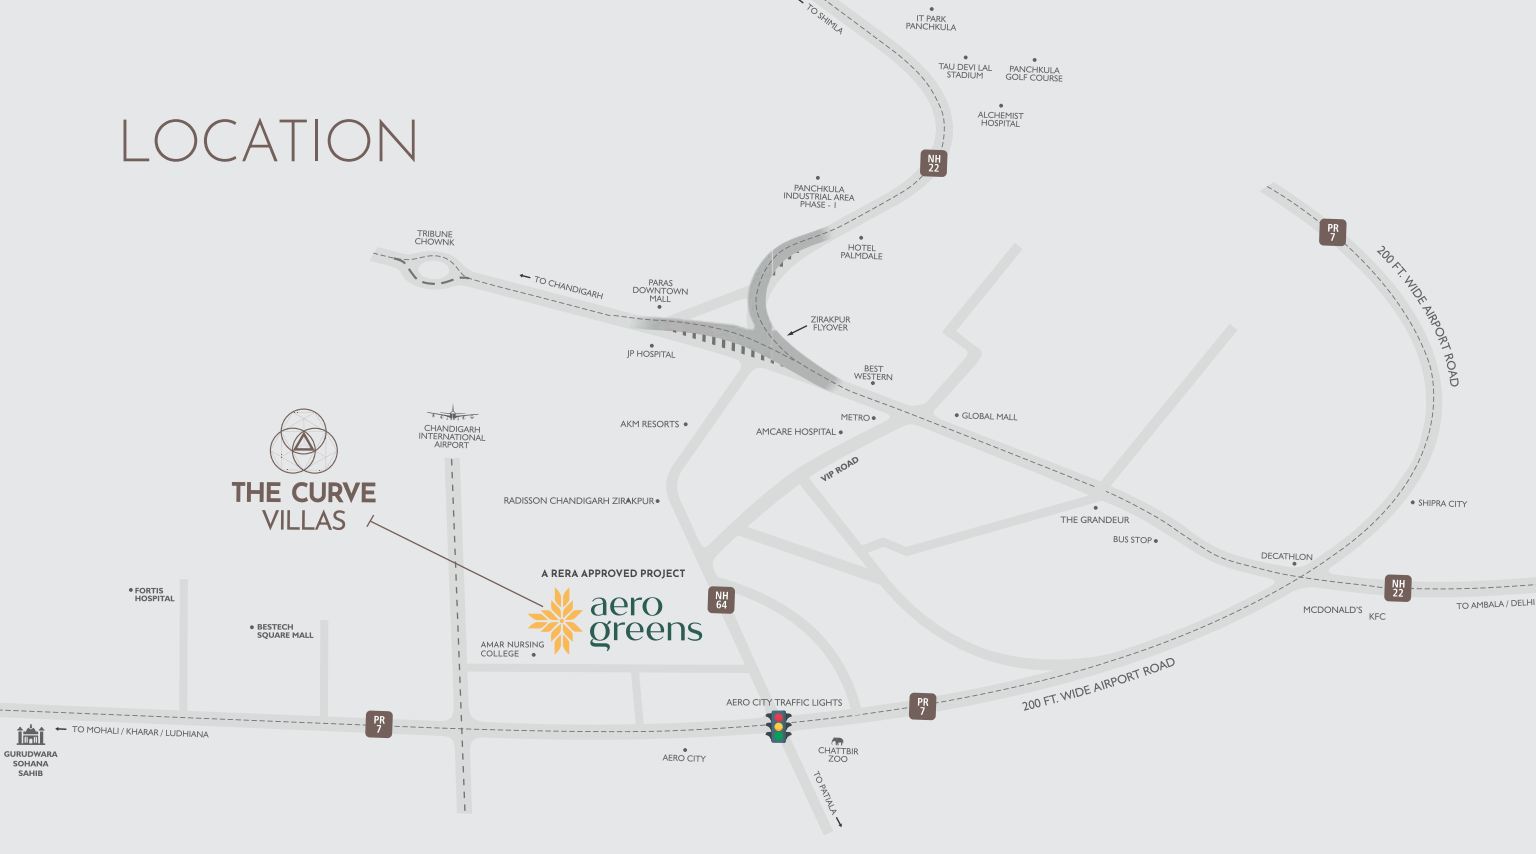 TO SHIMLA
IT PARK
PANCHKULA
TAU DEVI LAL
STADIUM
PANCHKULA
GOLF COURSE
ALCHEMIST
HOSPITAL
LOCATION
NH
22
PANCHKULA
INDUSTRIAL AREA
PHASE - I
HOTEL
PALMDALE
PR
7
200 FT. WIDE AIRPORT ROAD
TRIBUNE
CHOWNK
TO CHANDIGARH
PARAS
DOWNTOWN
MALL
ZIRAKPUR
FLYOVER
JP HOSPITAL
BEST
WESTERN
METRO
GLOBAL MALL
AMCARE HOSPITAL
AKM RESORTS
CHANDIGARH
INTERNATIONAL
AIRPORT
VIP ROAD
THE CURVE
VILLAS
RADISSON CHANDIGARH ZIRAKPUR
SHIPRA CITY
THE GRANDEUR
BUS STOP
DECATHLON
A RERA APPROVED PROJECT
aero
greens
NH
64
NH
22
MCDONALD'S
KFC
TO AMBALA / DELHI
FORTIS
HOSPITAL
BESTECH
SQUARE MALL
AMAR NURSING
COLLEGE
200 FT. WIDE AIRPORT ROAD
AERO CITY TRAFFIC LIGHTS
PR
7
PR
7
TO MOHALI / KHARAR / LUDHIANA
GURUDWARA
SOHANA
SAHIB
AERO CITY
CHATTBIR
ZOO
TO PATIALA